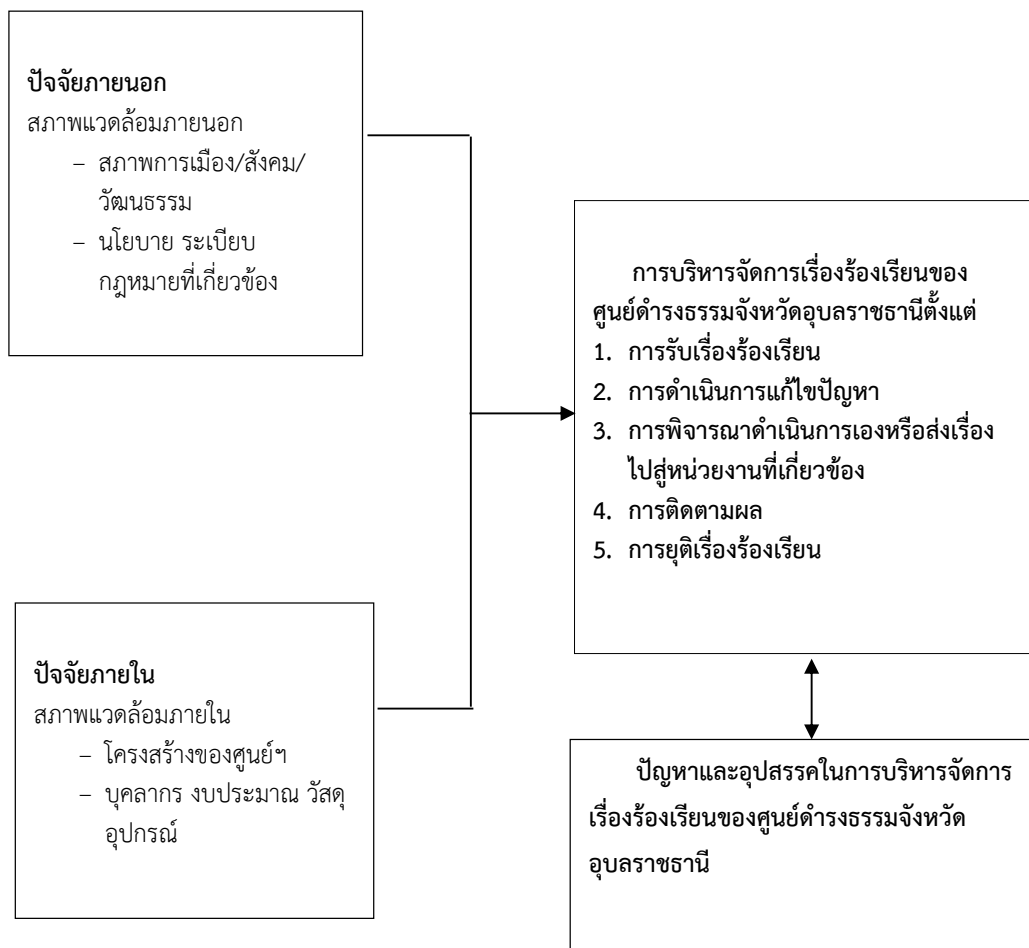 ปัจจัยภายนอก
สภาพแวดล้อมภายนอก
– สภาพการเมือง/สังคม/
วัฒนธรรม
– นโยบาย ระเบียบ
กฎหมายที่เกี่ยวข้อง
ปัจจัยภายใน
สภาพแวดล้อมภายใน
– โครงสร้างของศูนย์ฯ
– บุคลากร งบประมาณ วัสดุ
อุปกรณ์
การบริหารจัดการเรื่องร้องเรียนของ
ศูนย์ดำรงธรรมจังหวัดอุบลราชธานีตั้งแต่
1. การรับเรื่องร้องเรียน
2. การดำเนินการแก้ไขปัญหา
3. การพิจารณาดำเนินการเองหรือส่งเรื่อง
ไปสู่หน่วยงานที่เกี่ยวข้อง
4. การติดตามผล
5. การยุติเรื่องร้องเรียน
ปัญหาและอุปสรรคในการบริหารจัดการ
เรื่องร้องเรียนของศูนย์ดำรงธรรมจังหวัด
อุบลราชธานี